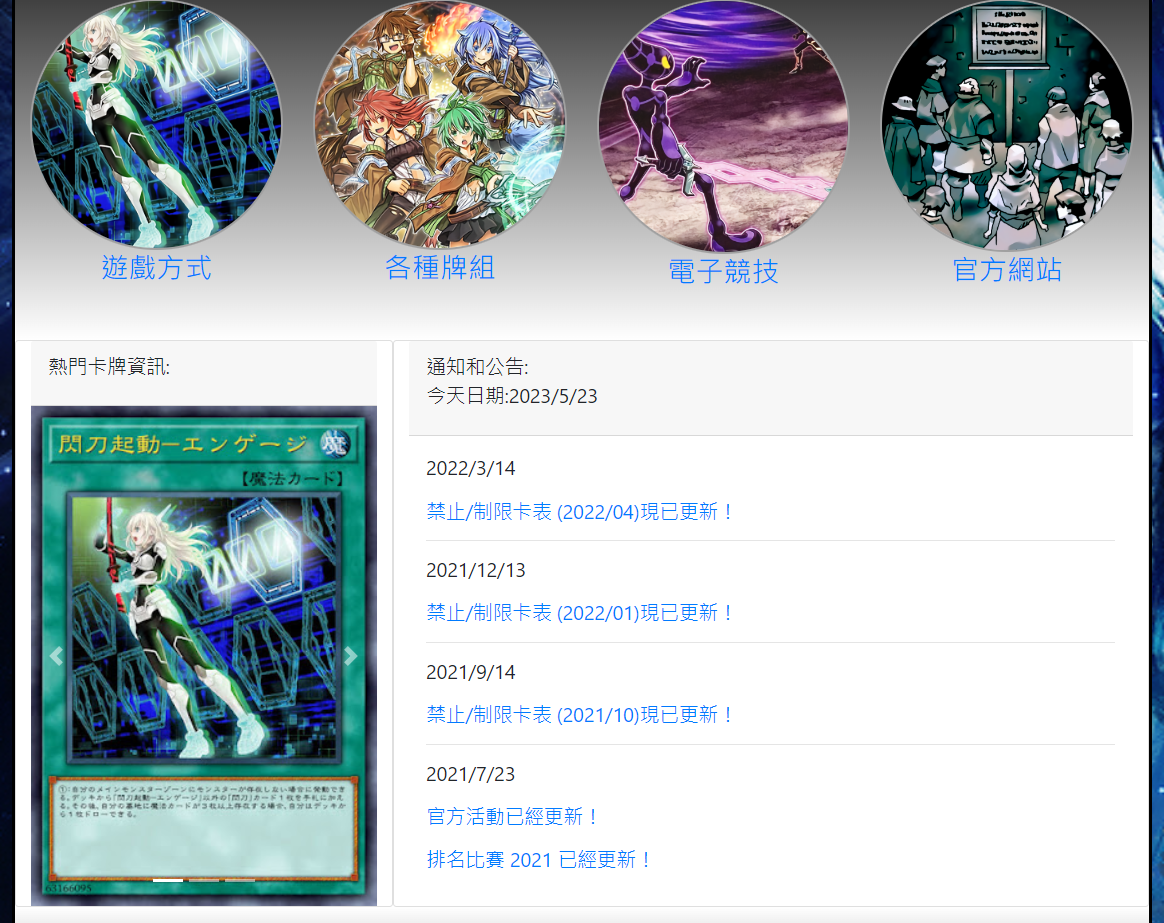 遊戲方式
各種牌組
電子競技
官方網站
熱門卡牌資訊:
閃刀起動−エンゲージ
魔
【魔法カード】
①:自分のメインモンスターゾーンにモンスターが存在しない場合に発動でき
る。デッキから「閃刀起動−エンゲージ」以外の「閃刀」カード1枚を手札に加え
る。その後、自分の墓地に魔法カードが3枚以上存在する場合、自分はデッキか
ら1枚ドローできる。
63166095
通知和公告:
今天日期:2023/5/23
2022/3/14
禁止/制限卡表 (2022/04)現已更新！
2021/12/13
禁止/制限卡表 (2022/01)現已更新！
2021/9/14
禁止/制限卡表 (2021/10)現已更新！
2021/7/23
官方活動已經更新！
排名比賽 2021 已經更新！